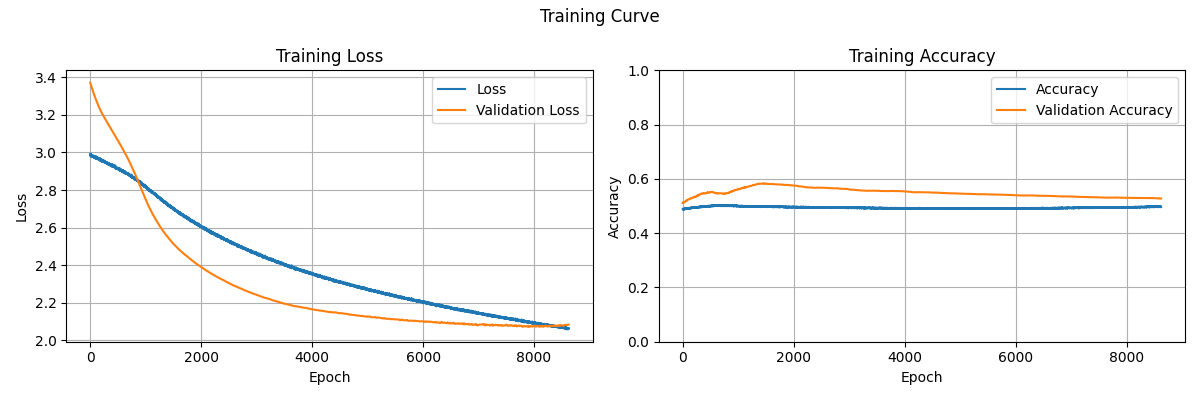 Training Curve
Training Loss
3.4
3.2
3.0
2.8
2.6
2.4
2.2
2.0
Loss
0
2000
4000
6000
8000
Epoch
Loss
Validation Loss
Training Accuracy
1.0
0.8
0.6
0.4
0.2
0.0
Accuracy
0
2000
4000
6000
8000
Epoch
Accuracy
Validation Accuracy